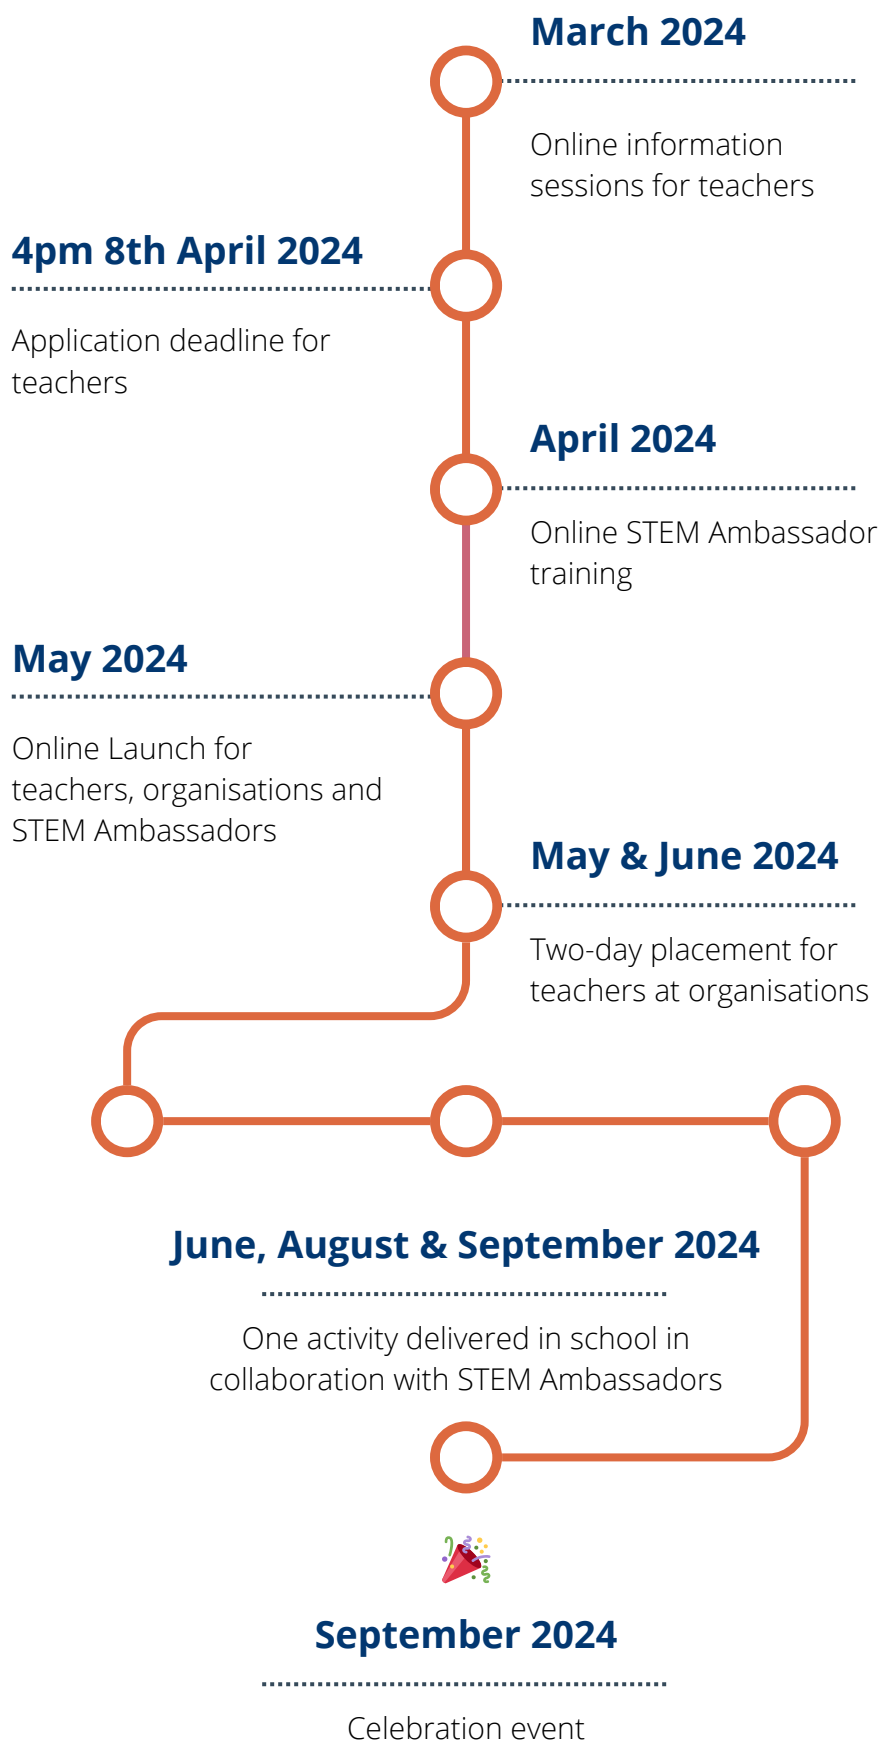 March 2024
Online information
sessions for teachers
4pm 8th April 2024
Application deadline for
teachers
April 2024
Online STEM Ambassador
training
May 2024
Online Launch for
teachers, organisations and
STEM Ambassadors
May & June 2024
Two-day placement for
teachers at organisations
June, August & September 2024
One activity delivered in school in
collaboration with STEM Ambassadors
September 2024
Celebration event